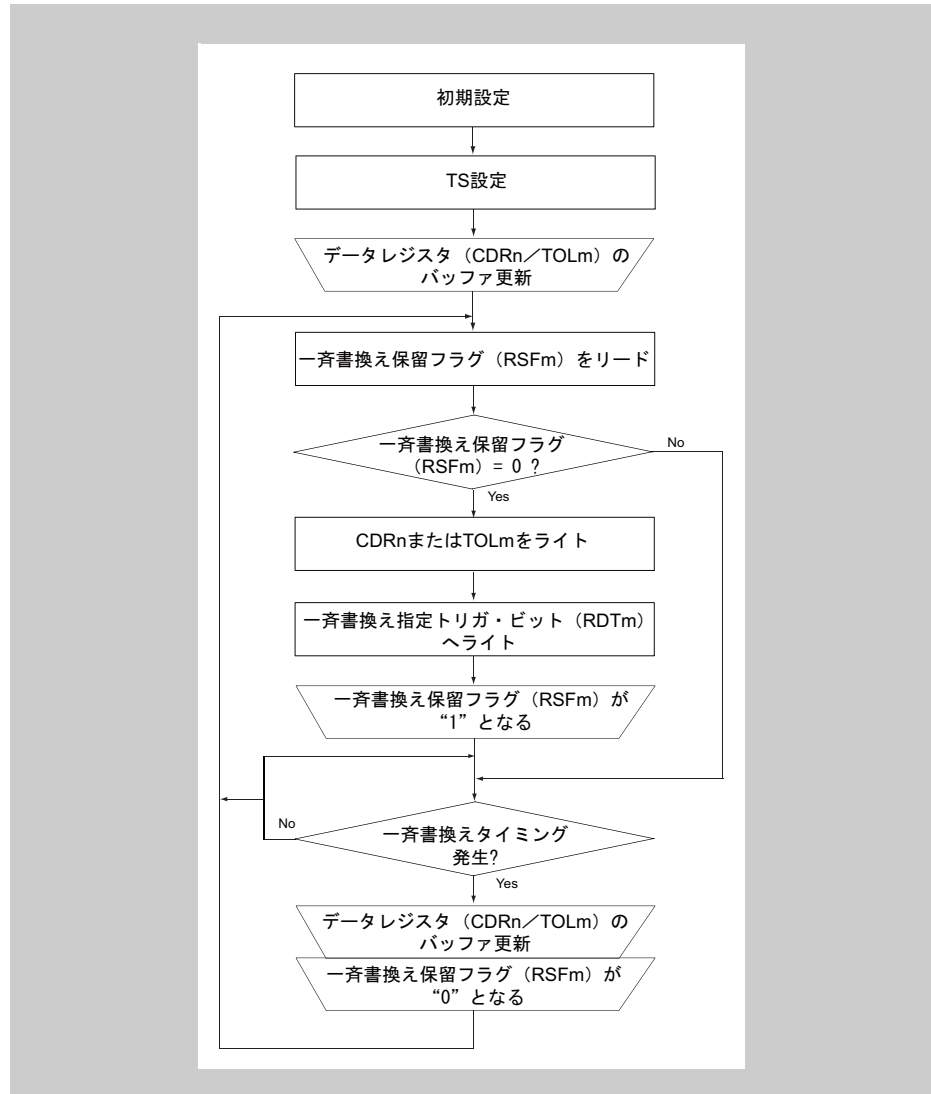 初期設定
TS設定
データレジスタ（CDRn／TOLm）の
バッファ更新
一斉書換え保留フラグ（RSFm）をリード
一斉書換え保留フラグ
（RSFm）= 0 ?
No
Yes
CDRnまたはTOLmをライト
一斉書換え指定トリガ・ビット（RDTm）
へライト
一斉書換え保留フラグ（RSFm）が
“1”となる
No
一斉書換えタイミング
発生?
Yes
データレジスタ（CDRn／TOLm）の
バッファ更新
一斉書換え保留フラグ（RSFm）が
“0”となる